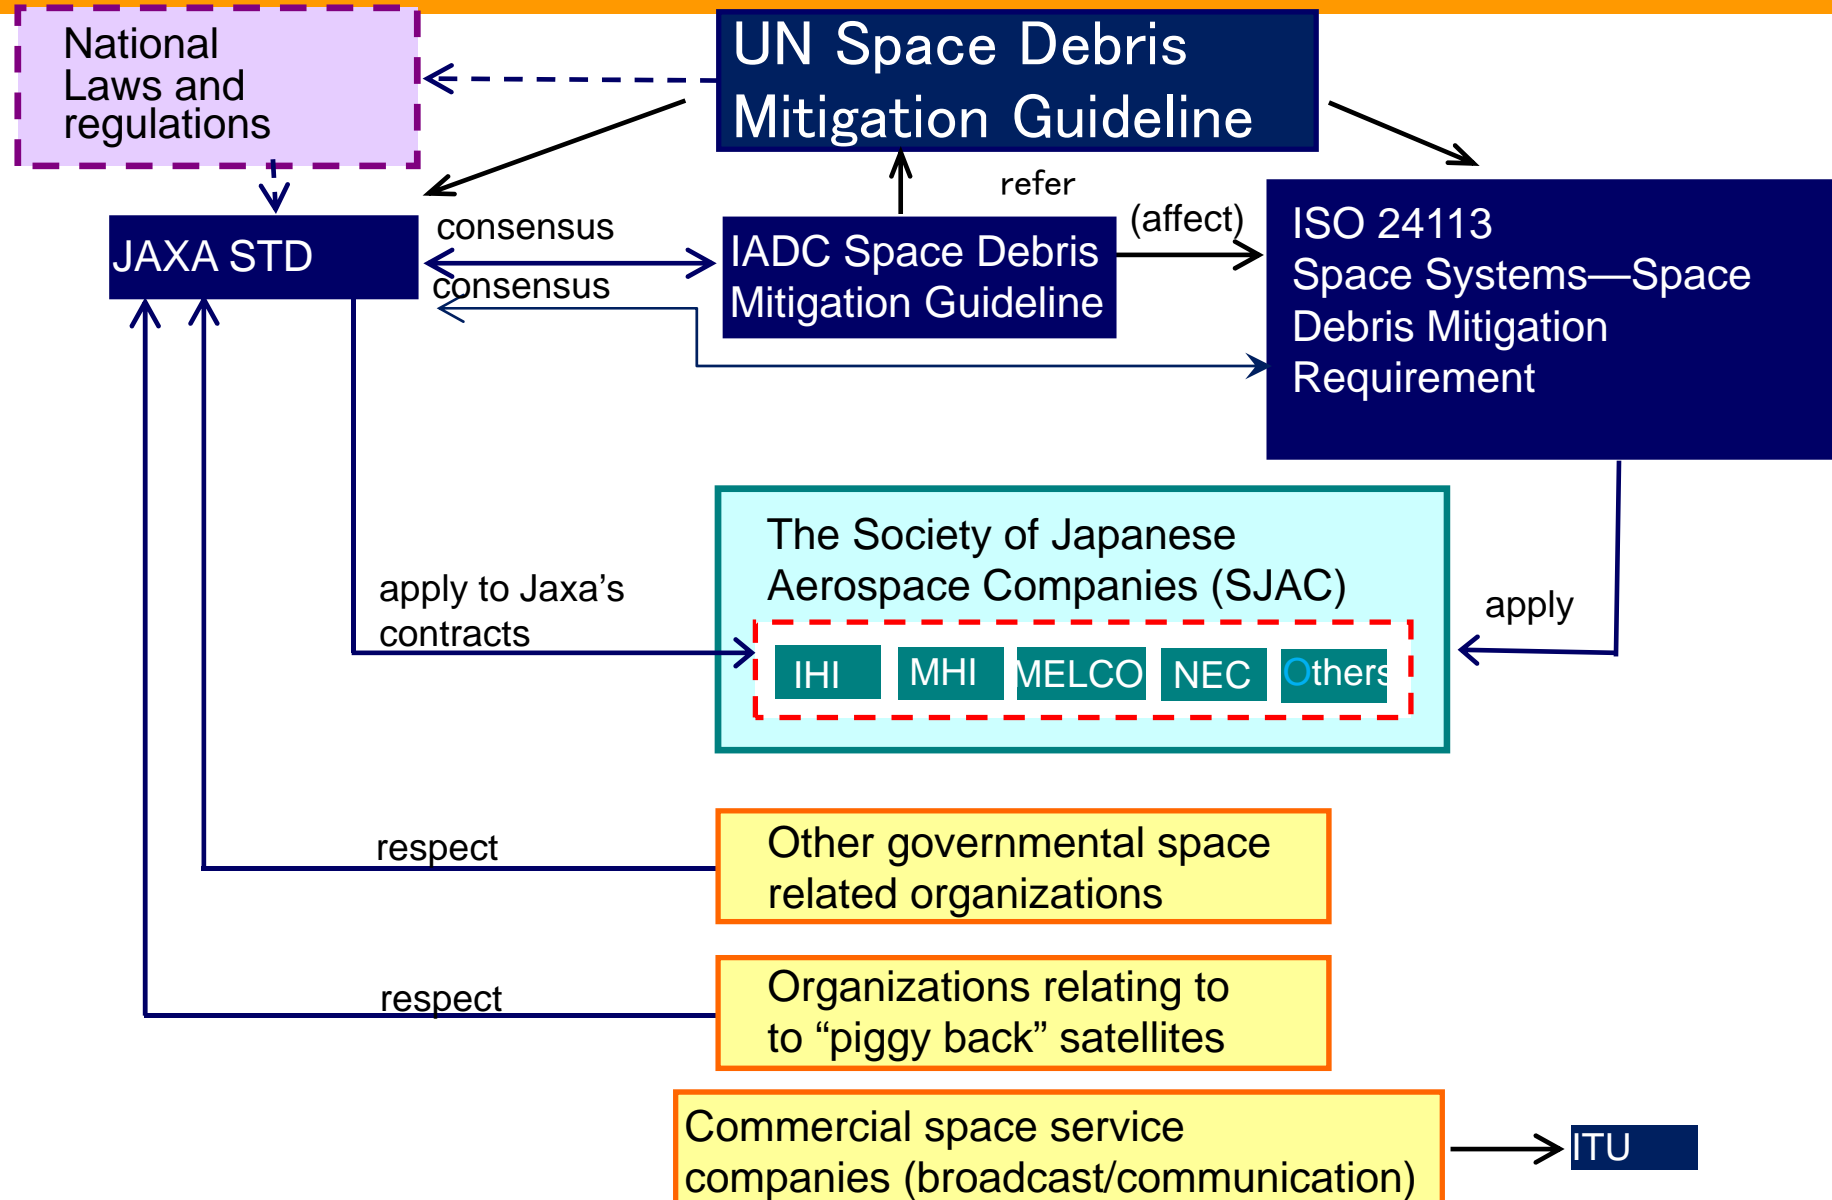 National
Laws and
regulations
UN Space Debris
Mitigation Guideline
refer
(affect)
consensus
consensus
JAXA STD
IADC Space Debris
Mitigation Guideline
ISO 24113
Space Systems—Space
Debris Mitigation
Requirement
The Society of Japanese
Aerospace Companies (SJAC)
apply to Jaxa’s
contracts
apply
IHI
MHI
MELCO
NEC
Others
respect
Other governmental space
related organizations
respect
Organizations relating to
to “piggy back” satellites
Commercial space service
companies (broadcast/communication)
ITU